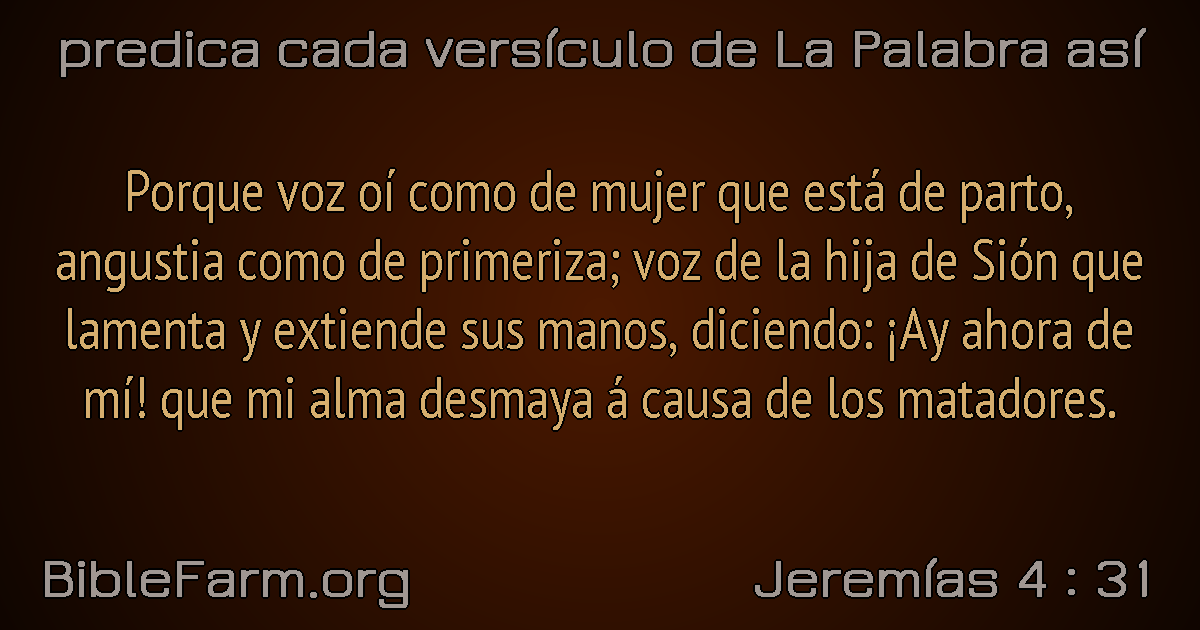 predica cada versículo de La Palabra así
Porque voz oí como de mujer que está de parto,
angustia como de primeriza; voz de la hija de Sión que
lamenta y extiende sus manos, diciendo: ¡Ay ahora de
mí! que mi alma desmaya á causa de los matadores.
BibleFarm.org
Jeremías 4 : 31